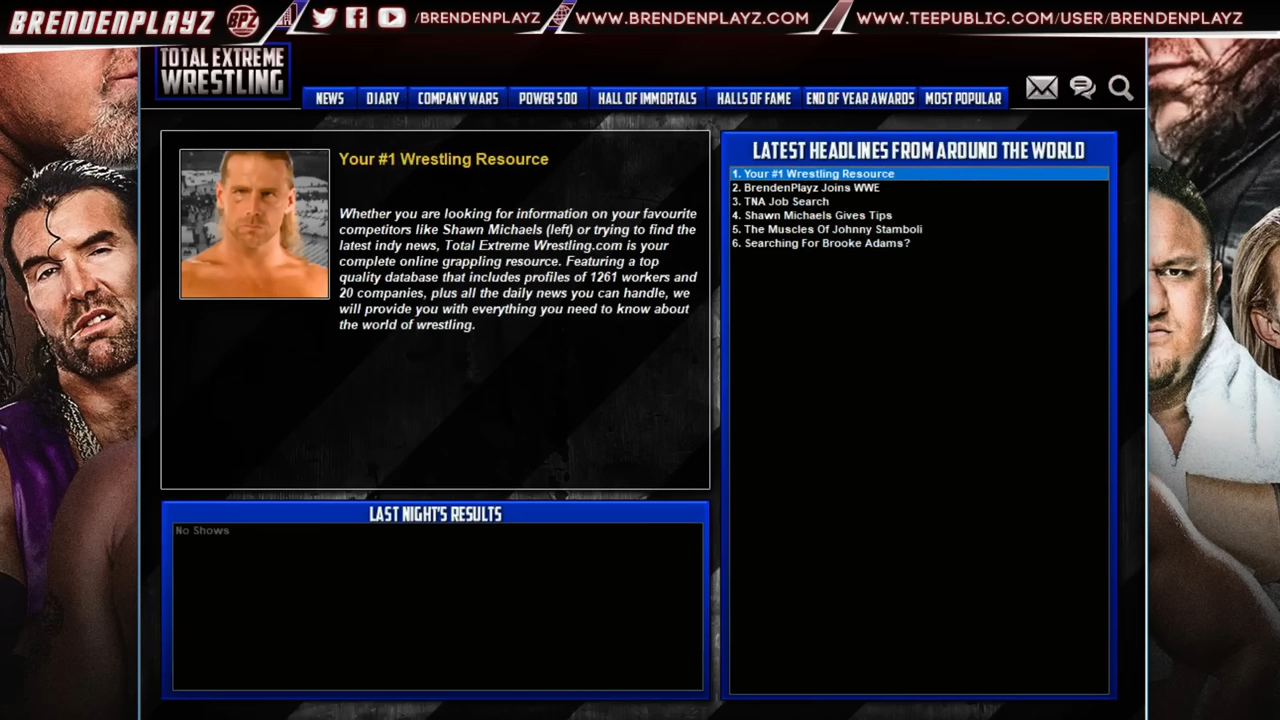 BRENDENPLAYZ BPZ /BRENDENPLAYZ WWW.BRENDENPLAYZ.COM WWW.TEEPUBLIC.COM/USER/BRENDENPLAYZ
TOTAL EXTREME
WRESTLING
NEWS DIARY COMPANY WARS POWER 500 HALL OF IMMORTALS HALLS OF FAME END OF YEAR AWARDS MOST POPULAR
Your #1 Wrestling Resource
Whether you are looking for information on your favourite
competitors like Shawn Michaels (left) or trying to find the
latest indy news, Total Extreme Wrestling.com is your
complete online grappling resource. Featuring a top
quality database that includes profiles of 1261 workers and
20 companies, plus all the daily news you can handle, we
will provide you with everything you need to know about
the world of wrestling.
LATEST HEADLINES FROM AROUND THE WORLD
1. Your #1 Wrestling Resource
2. BrendenPlayz Joins WWE
3. TNA Job Search
4. Shawn Michaels Gives Tips
5. The Muscles Of Johnny Stamboli
6. Searching For Brooke Adams?
LAST NIGHT'S RESULTS
No Shows